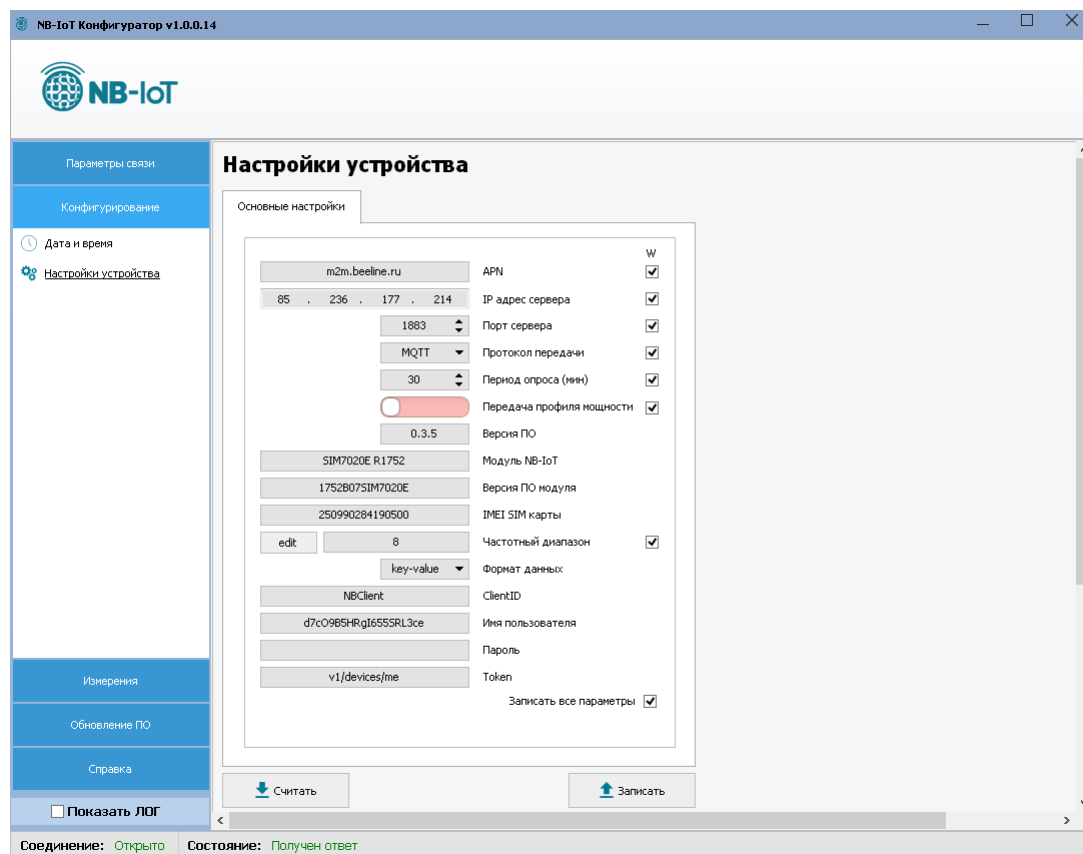 NB-IoT Конфигуратор v1.0.0.14
NB-IoT
Параметры связи
Конфигурирование
Дата и время
Настройки устройства
Измерения
Обновление ПО
Справка
Показать ЛОГ
Настройки устройства
Основные настройки
W
m2m.beeline.ru APN
85 . 236 . 177 . 214 IP адрес сервера
1883 Порт сервера
MQTT Протокол передачи
30 Период опроса (мин)
Передача профиля мощности
0.3.5 Версия ПО
SIM7020E R1752 Модуль NB-IoT
1752B07SIM7020E Версия ПО модуля
250990284190500 IMEI SIM карты
edit 8 Частотный диапазон
key-value Формат данных
NBClient ClientID
d7cO9B5HRgI655SRL3ce Имя пользователя
Пароль
v1/devices/me Token
Записать все параметры
Считать Записать
Соединение: Открыто Состояние: Получен ответ